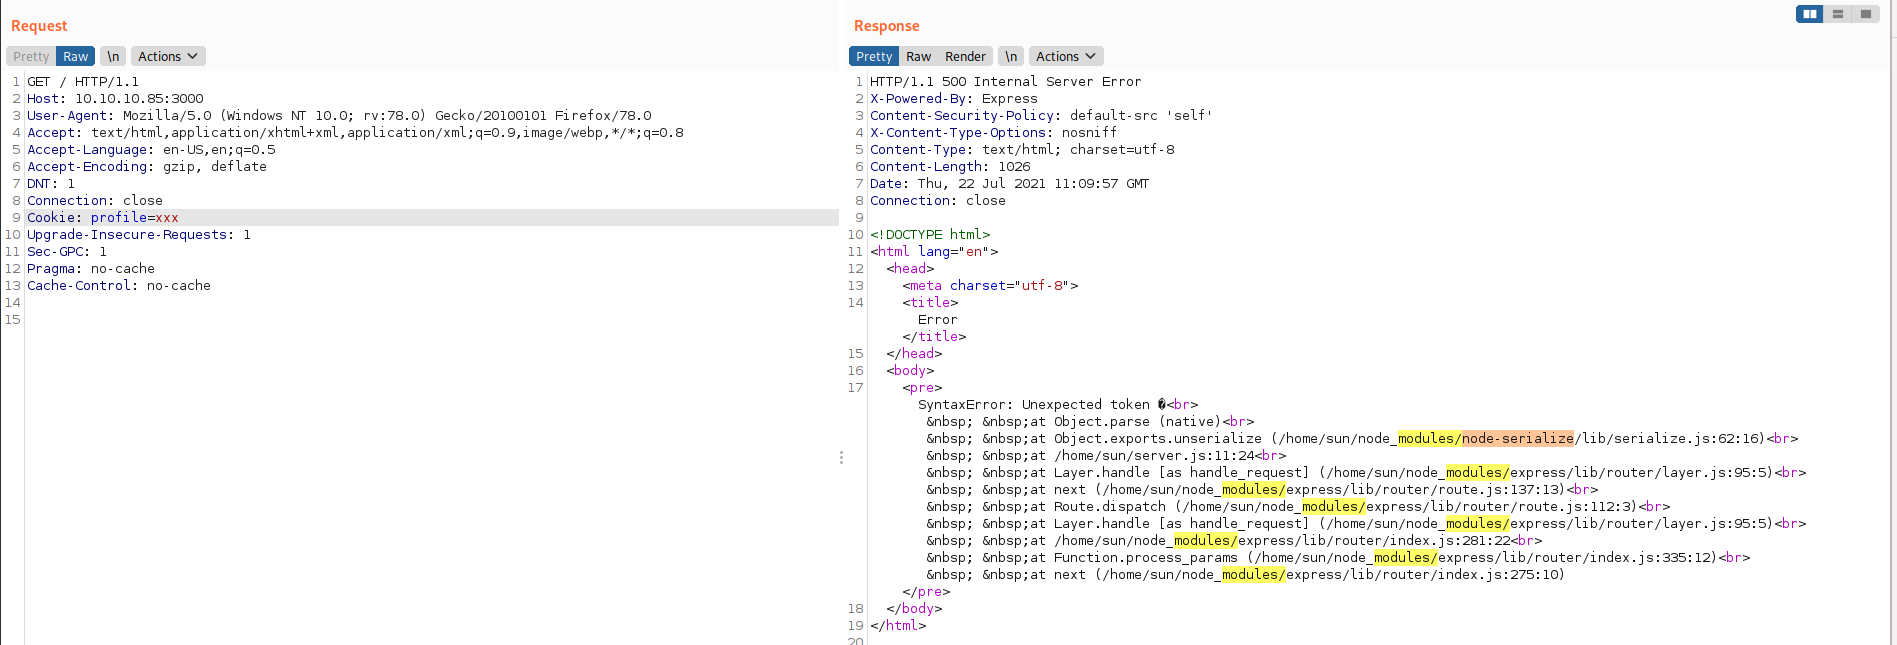 Request
Pretty Raw \n Actions
1 GET / HTTP/1.1
2 Host: 10.10.10.85:3000
3 User-Agent: Mozilla/5.0 (Windows NT 10.0; rv:78.0) Gecko/20100101 Firefox/78.0
4 Accept: text/html,application/xhtml+xml,application/xml;q=0.9,image/webp,*/*;q=0.8
5 Accept-Language: en-US,en;q=0.5
6 Accept-Encoding: gzip, deflate
7 DNT: 1
8 Connection: close
9 Cookie: profile=xxx
10 Upgrade-Insecure-Requests: 1
11 Sec-GPC: 1
12 Pragma: no-cache
13 Cache-Control: no-cache
14
15
Response
Pretty Raw Render \n Actions
1 HTTP/1.1 500 Internal Server Error
2 X-Powered-By: Express
3 Content-Security-Policy: default-src 'self'
4 X-Content-Type-Options: nosniff
5 Content-Type: text/html; charset=utf-8
6 Content-Length: 1026
7 Date: Thu, 22 Jul 2021 11:09:57 GMT
8 Connection: close
9
10 <!DOCTYPE html>
11 <html lang="en">
12 <head>
13 <meta charset="utf-8">
14 <title>
Error
</title>
15 </head>
16 <body>
17 <pre>
SyntaxError: Unexpected token �<br>
&nbsp; &nbsp;at Object.parse (native)<br>
&nbsp; &nbsp;at Object.exports.unserialize (/home/sun/node_modules/node-serialize/lib/serialize.js:62:16)<br>
&nbsp; &nbsp;at /home/sun/server.js:11:24<br>
&nbsp; &nbsp;at Layer.handle [as handle_request] (/home/sun/node_modules/express/lib/router/layer.js:95:5)<br>
&nbsp; &nbsp;at next (/home/sun/node_modules/express/lib/router/route.js:137:13)<br>
&nbsp; &nbsp;at Route.dispatch (/home/sun/node_modules/express/lib/router/route.js:112:3)<br>
&nbsp; &nbsp;at Layer.handle [as handle_request] (/home/sun/node_modules/express/lib/router/layer.js:95:5)<br>
&nbsp; &nbsp;at /home/sun/node_modules/express/lib/router/index.js:281:22<br>
&nbsp; &nbsp;at Function.process_params (/home/sun/node_modules/express/lib/router/index.js:335:12)<br>
&nbsp; &nbsp;at next (/home/sun/node_modules/express/lib/router/index.js:275:10)
</pre>
18 </body>
19 </html>
20